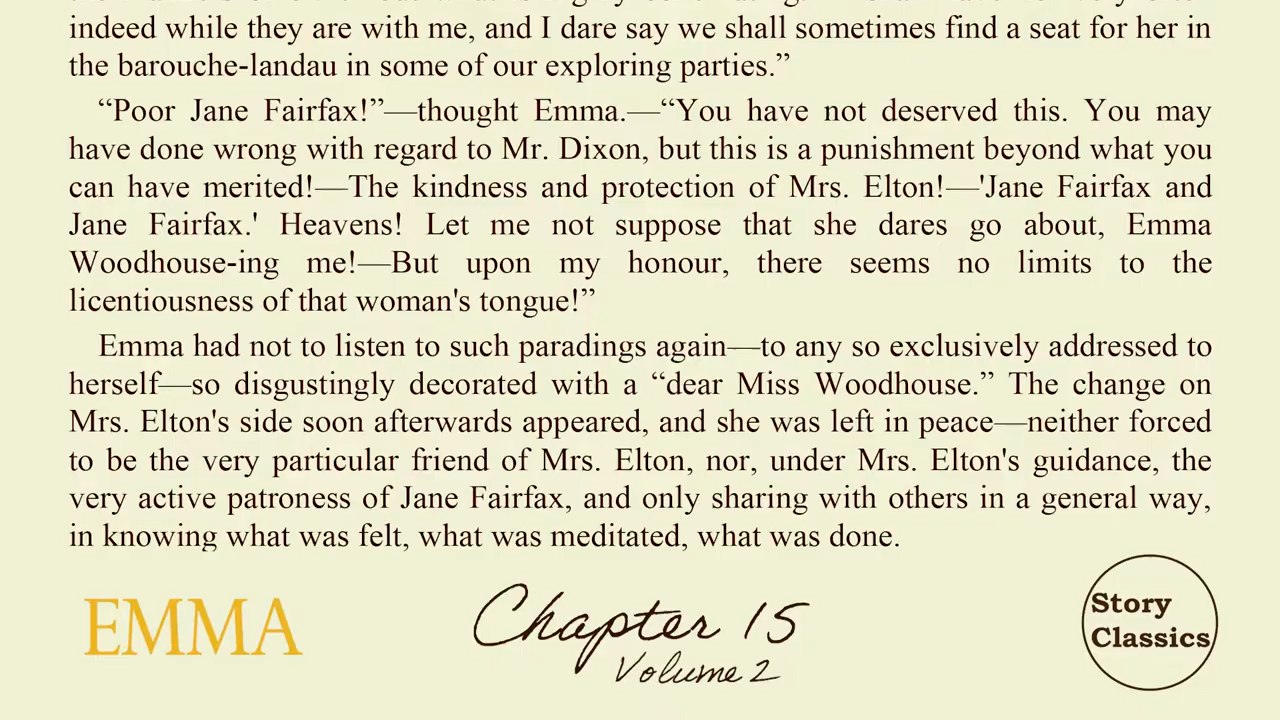 indeed while they are with me, and I dare say we shall sometimes find a seat for her in
the barouche-landau in some of our exploring parties.”
“Poor Jane Fairfax!”—thought Emma.—“You have not deserved this. You may
have done wrong with regard to Mr. Dixon, but this is a punishment beyond what you
can have merited!—The kindness and protection of Mrs. Elton!—'Jane Fairfax and
Jane Fairfax.' Heavens! Let me not suppose that she dares go about, Emma
Woodhouse-ing me!—But upon my honour, there seems no limits to the
licentiousness of that woman's tongue!”
Emma had not to listen to such paradings again—to any so exclusively addressed to
herself—so disgustingly decorated with a “dear Miss Woodhouse.” The change on
Mrs. Elton's side soon afterwards appeared, and she was left in peace—neither forced
to be the very particular friend of Mrs. Elton, nor, under Mrs. Elton's guidance, the
very active patroness of Jane Fairfax, and only sharing with others in a general way,
in knowing what was felt, what was meditated, what was done.
EMMA
Chapter 15
Volume 2
Story
Classics